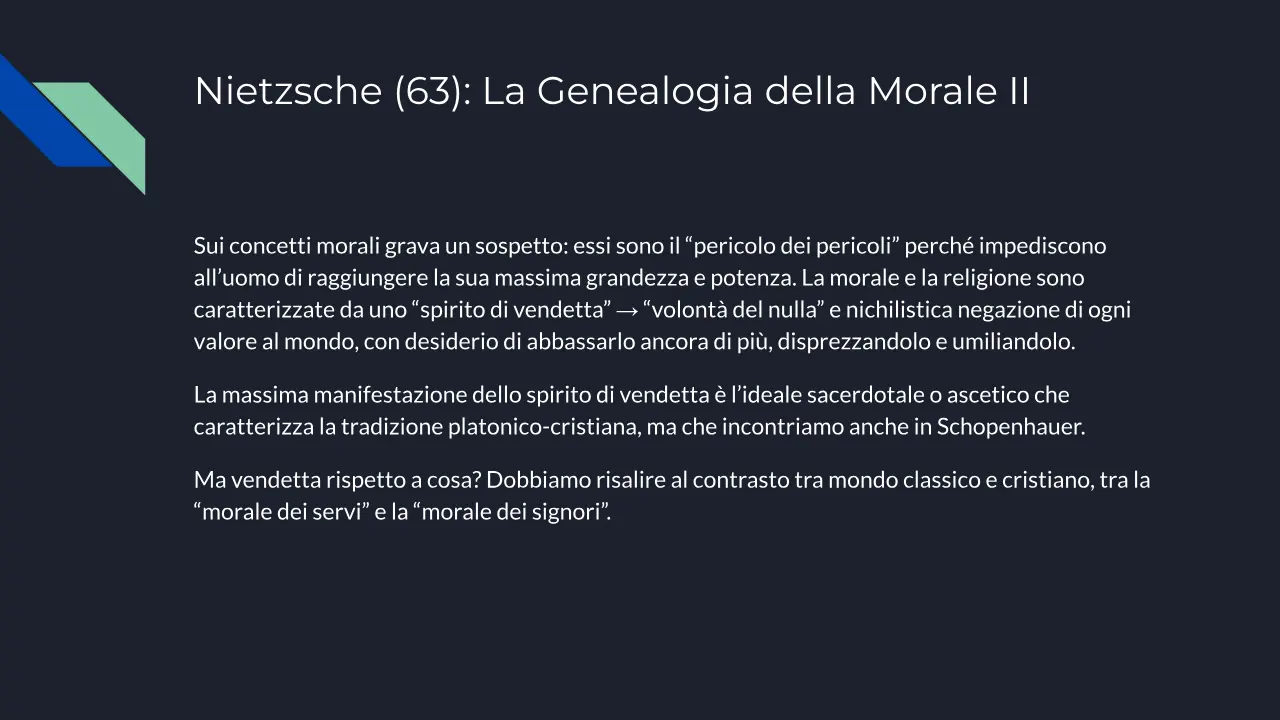 Nietzsche (63): La Genealogia della Morale II
Sui concetti morali grava un sospetto: essi sono il “pericolo dei pericoli” perché impediscono
all’uomo di raggiungere la sua massima grandezza e potenza. La morale e la religione sono
caratterizzate da uno “spirito di vendetta” → “volontà del nulla” e nichilistica negazione di ogni
valore al mondo, con desiderio di abbassarlo ancora di più, disprezzandolo e umiliandolo.
La massima manifestazione dello spirito di vendetta è l’ideale sacerdotale o ascetico che
caratterizza la tradizione platonico-cristiana, ma che incontriamo anche in Schopenhauer.
Ma vendetta rispetto a cosa? Dobbiamo risalire al contrasto tra mondo classico e cristiano, tra la
“morale dei servi” e la “morale dei signori”.